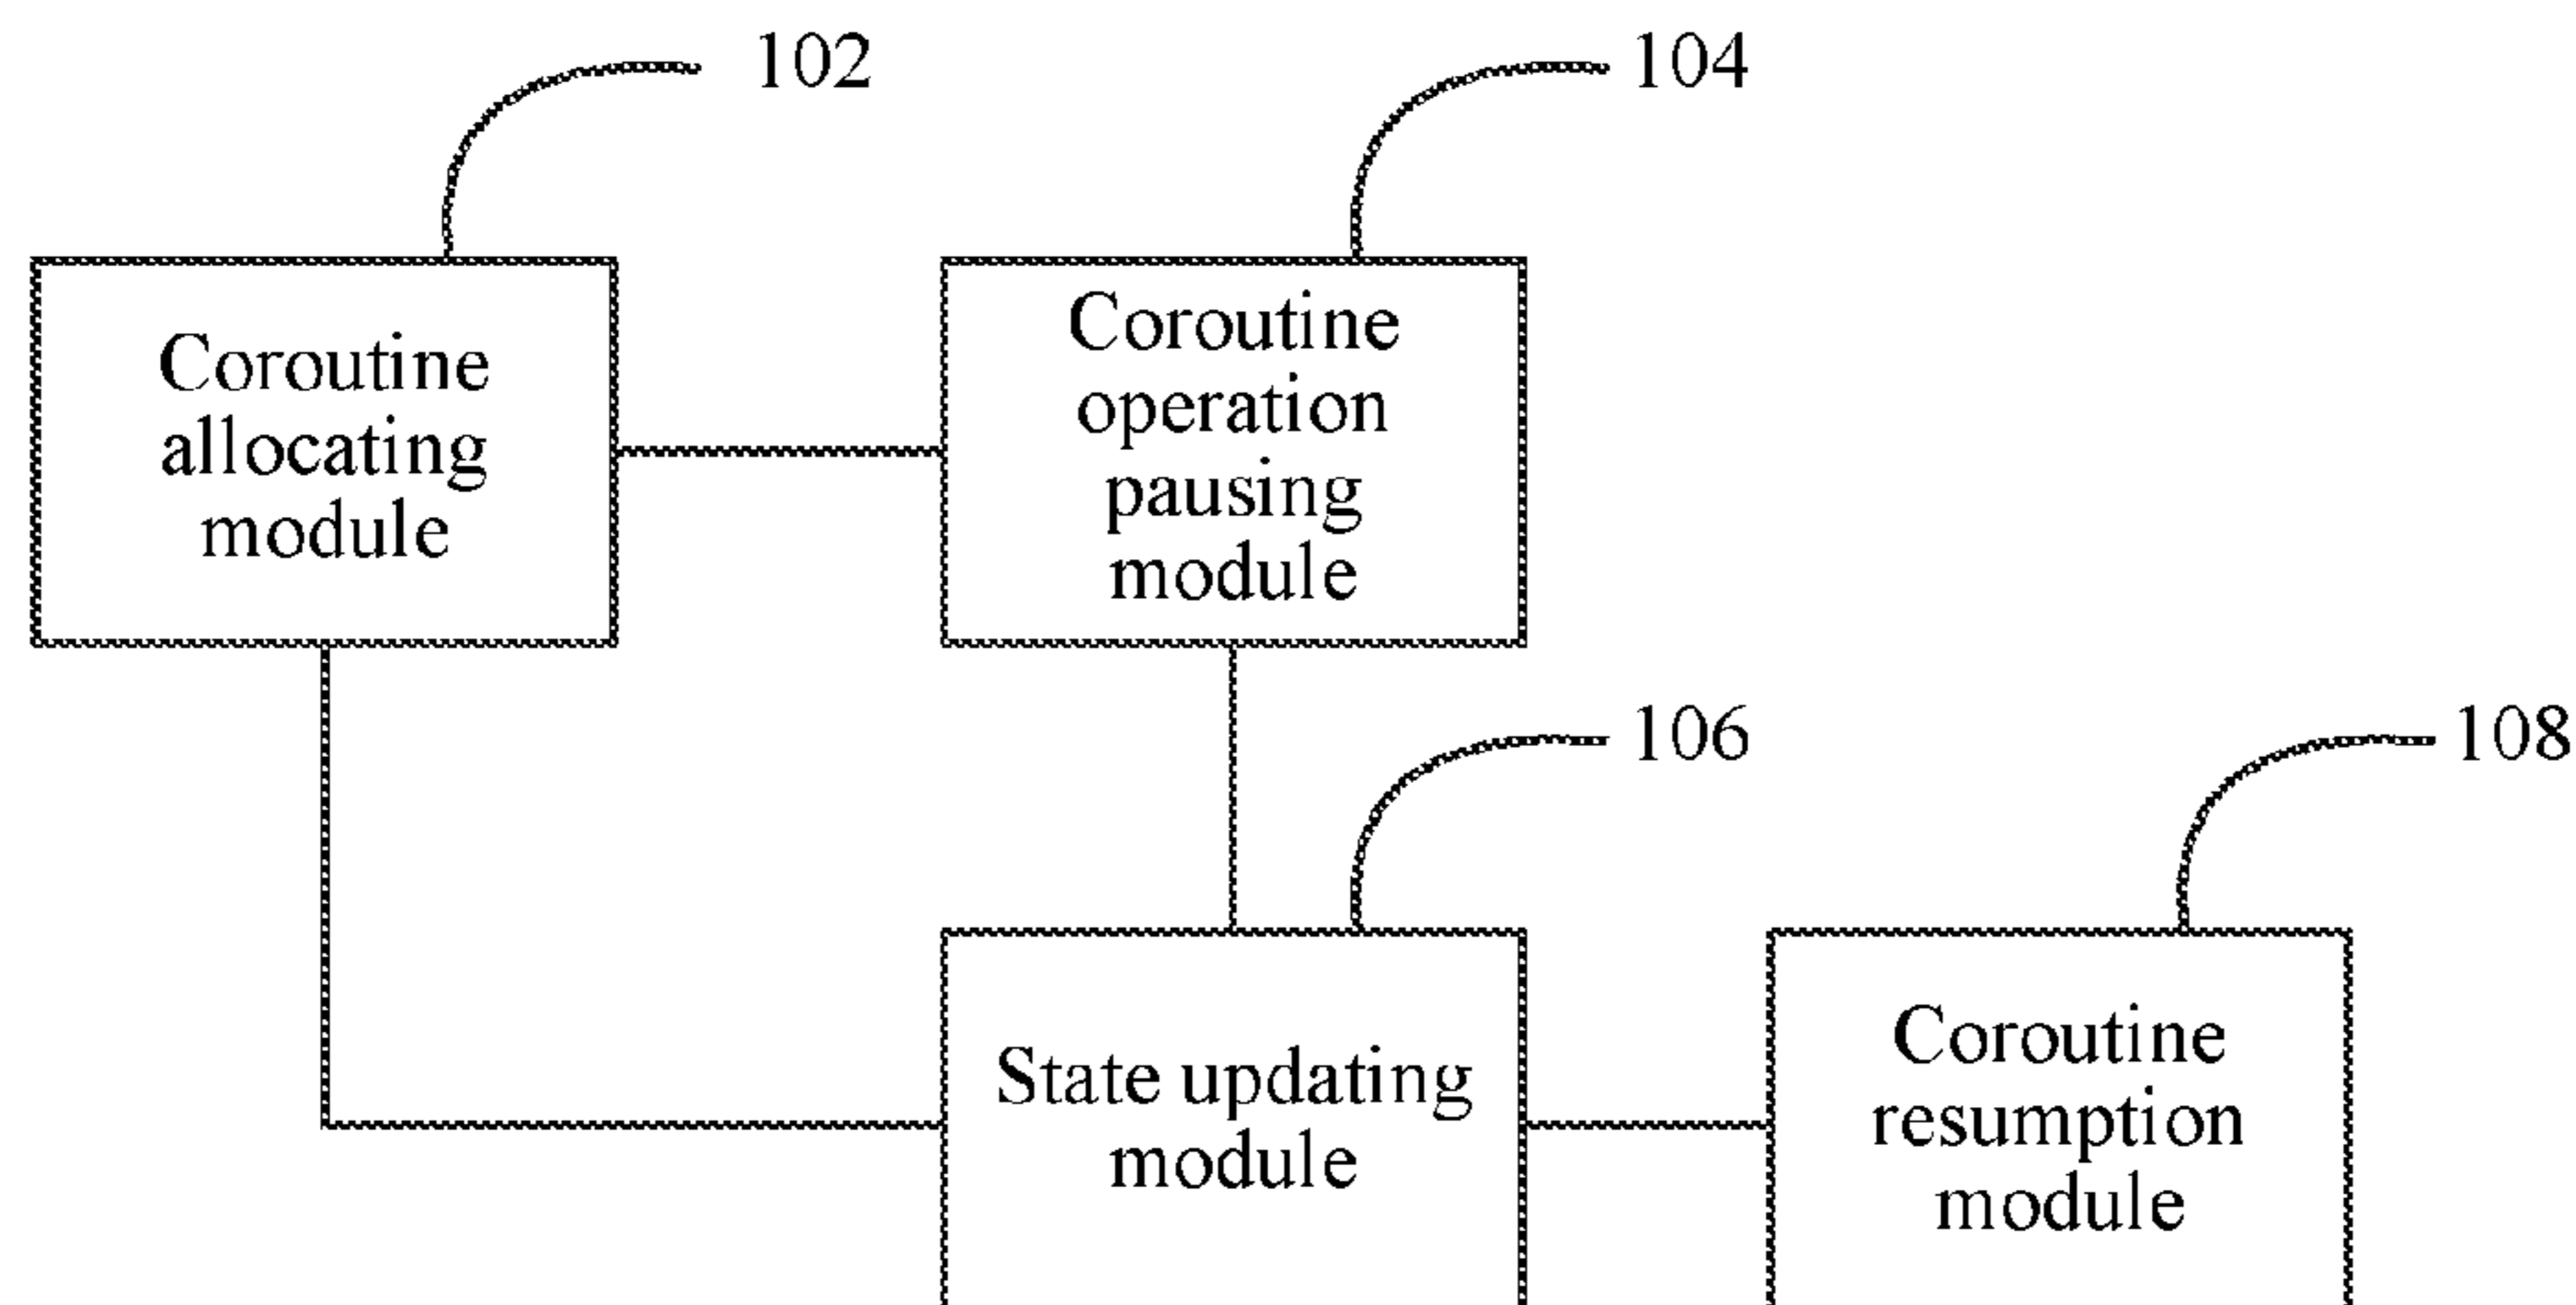 102
104
Coroutine
allocating
module
Coroutine
operation
pausing
module
106
108
State updating
module
Coroutine
resumption
module